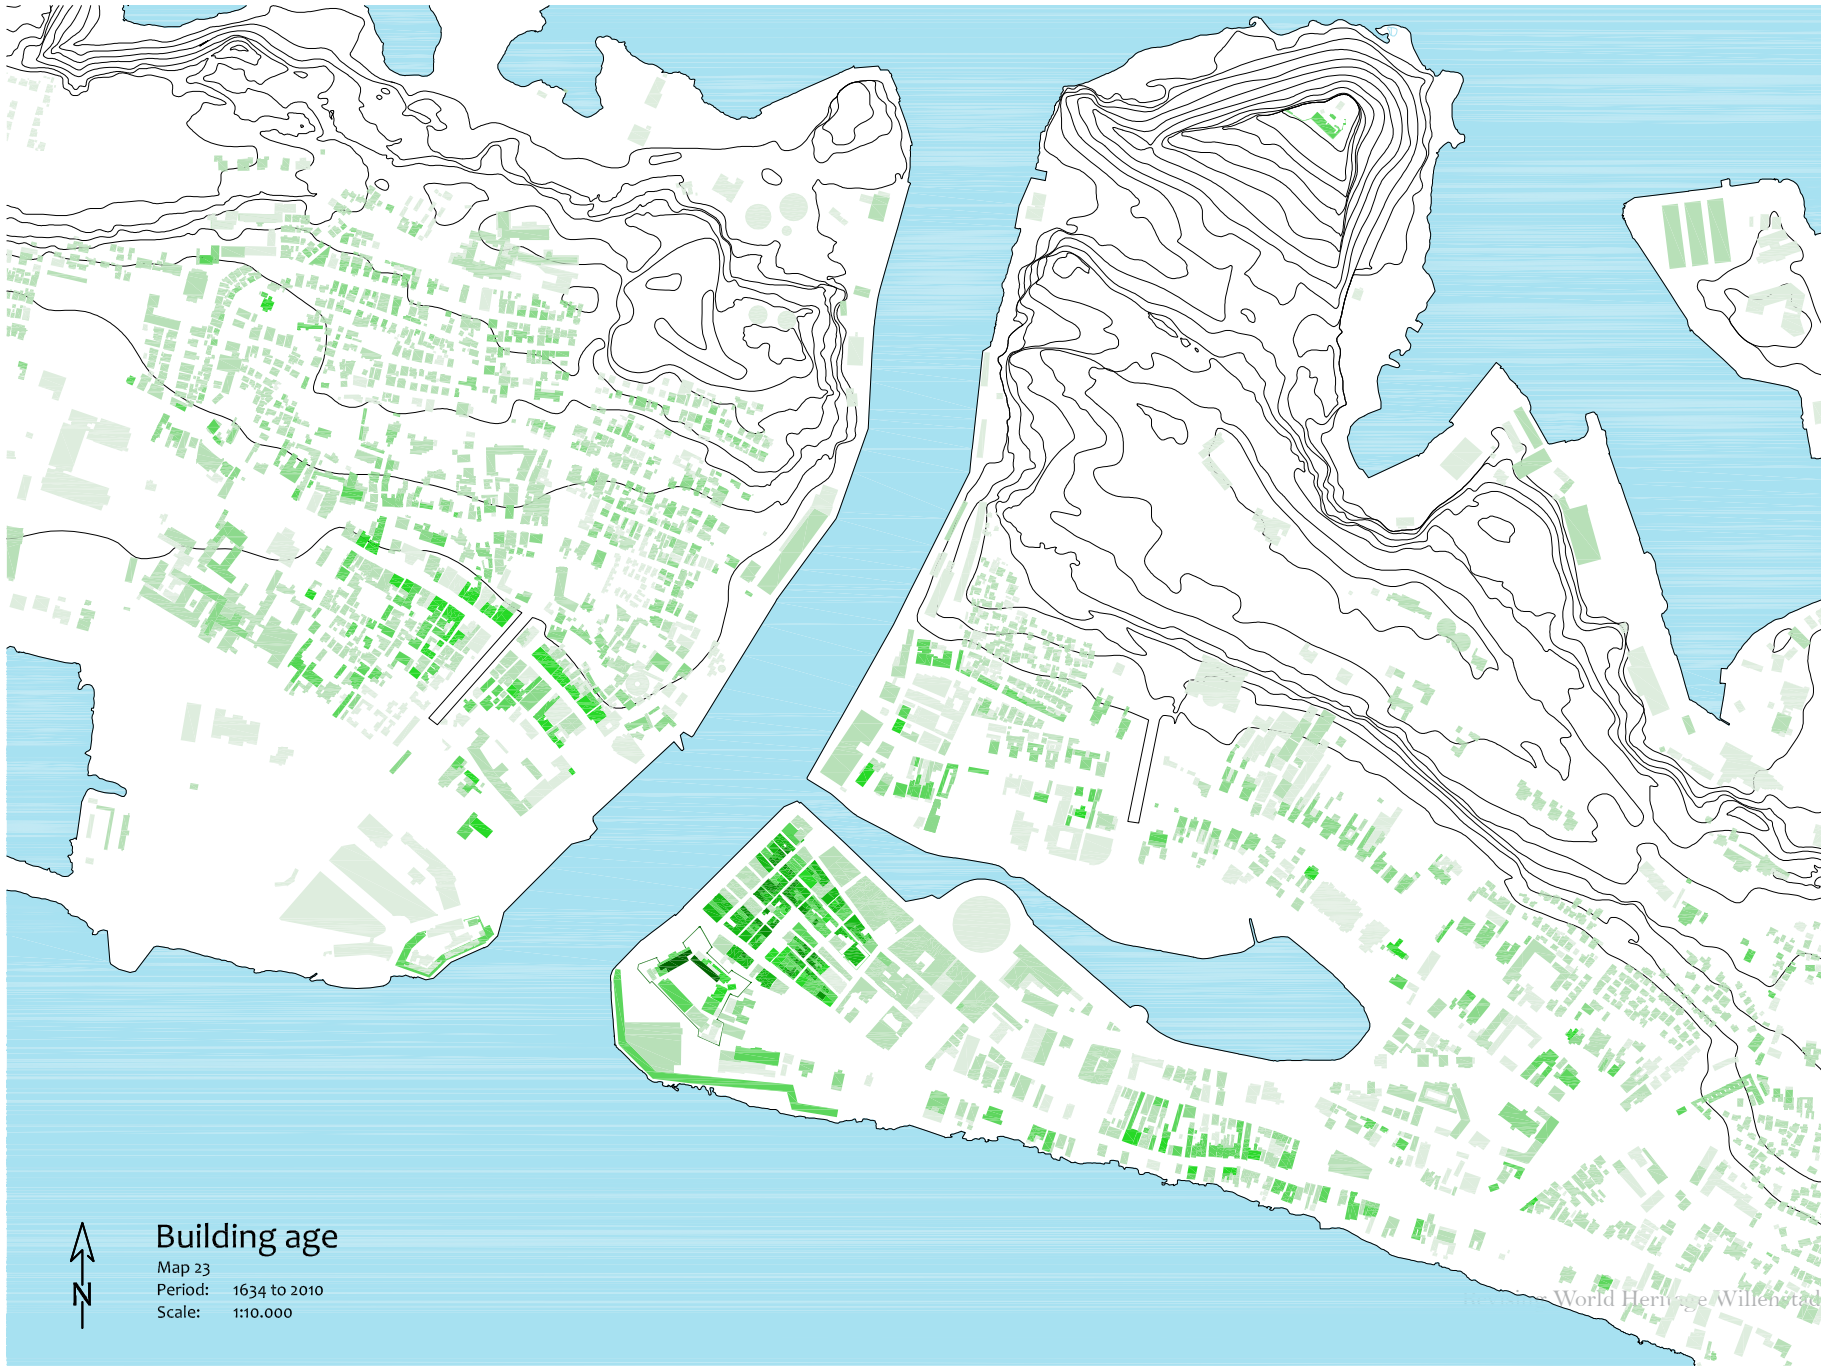 Building age
Map 23
Period: 1634 to 2010
Scale: 1:10.000
N
World Heritage Willemstad